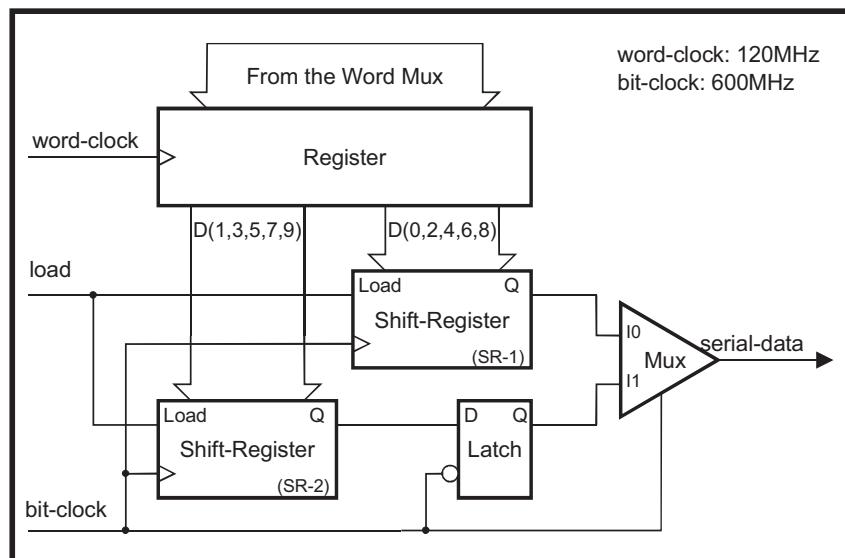 word-clock: 120MHz
From the Word Mux
bit-clock: 600MHz
word-clock
Register
D(1,3,5,7,9)
D(0,2,4,6,8)
load
Load
Q
Shift-Register
(SR-1)
I0
serial-data
Mux
I1
Load
Q
D
Q
Shift-Register
Latch
(SR-2)
bit-clock